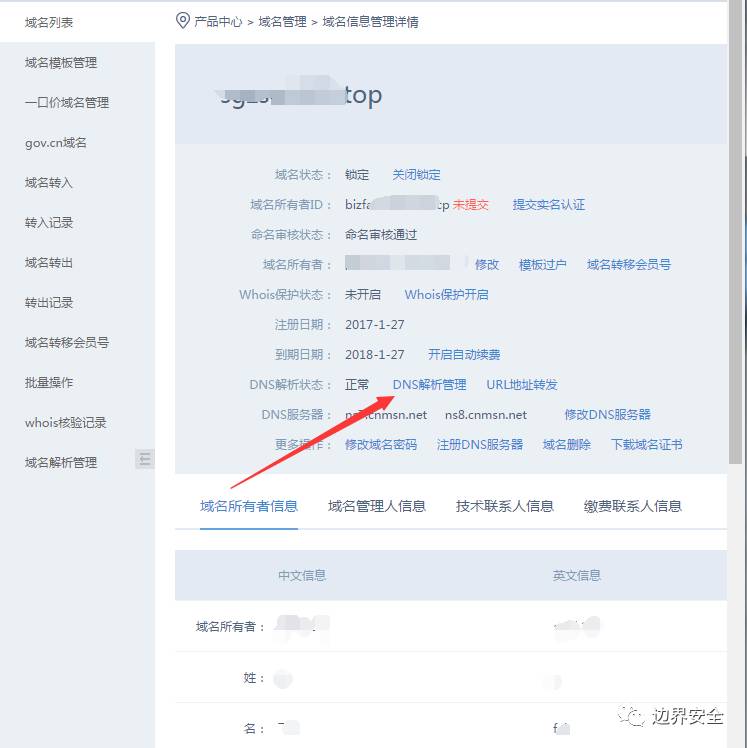 域名列表
域名模板管理
一口价域名管理
gov.cn域名
域名转入
转入记录
域名转出
转出记录
域名转移会员号
批量操作
whois核验记录
域名解析管理
产品中心 > 域名管理 > 域名信息管理详情
top
域名状态： 锁定 关闭锁定
域名所有者ID： 未提交 提交实名认证
命名审核状态： 命名审核通过
域名所有者： 修改 模板过户 域名转移会员号
Whois保护状态： 未开启 Whois保护开启
注册日期： 2017-1-27
到期日期： 2018-1-27 开启自动续费
DNS解析状态： 正常 DNS解析管理 URL地址转发
DNS服务器： ns8.cnmsn.net 修改DNS服务器
更多操作： 修改域名密码 注册DNS服务器 域名删除 下载域名证书
域名所有者信息 域名管理人信息 技术联系人信息 缴费联系人信息
中文信息 英文信息
域名所有者：
姓：
名：
边界安全